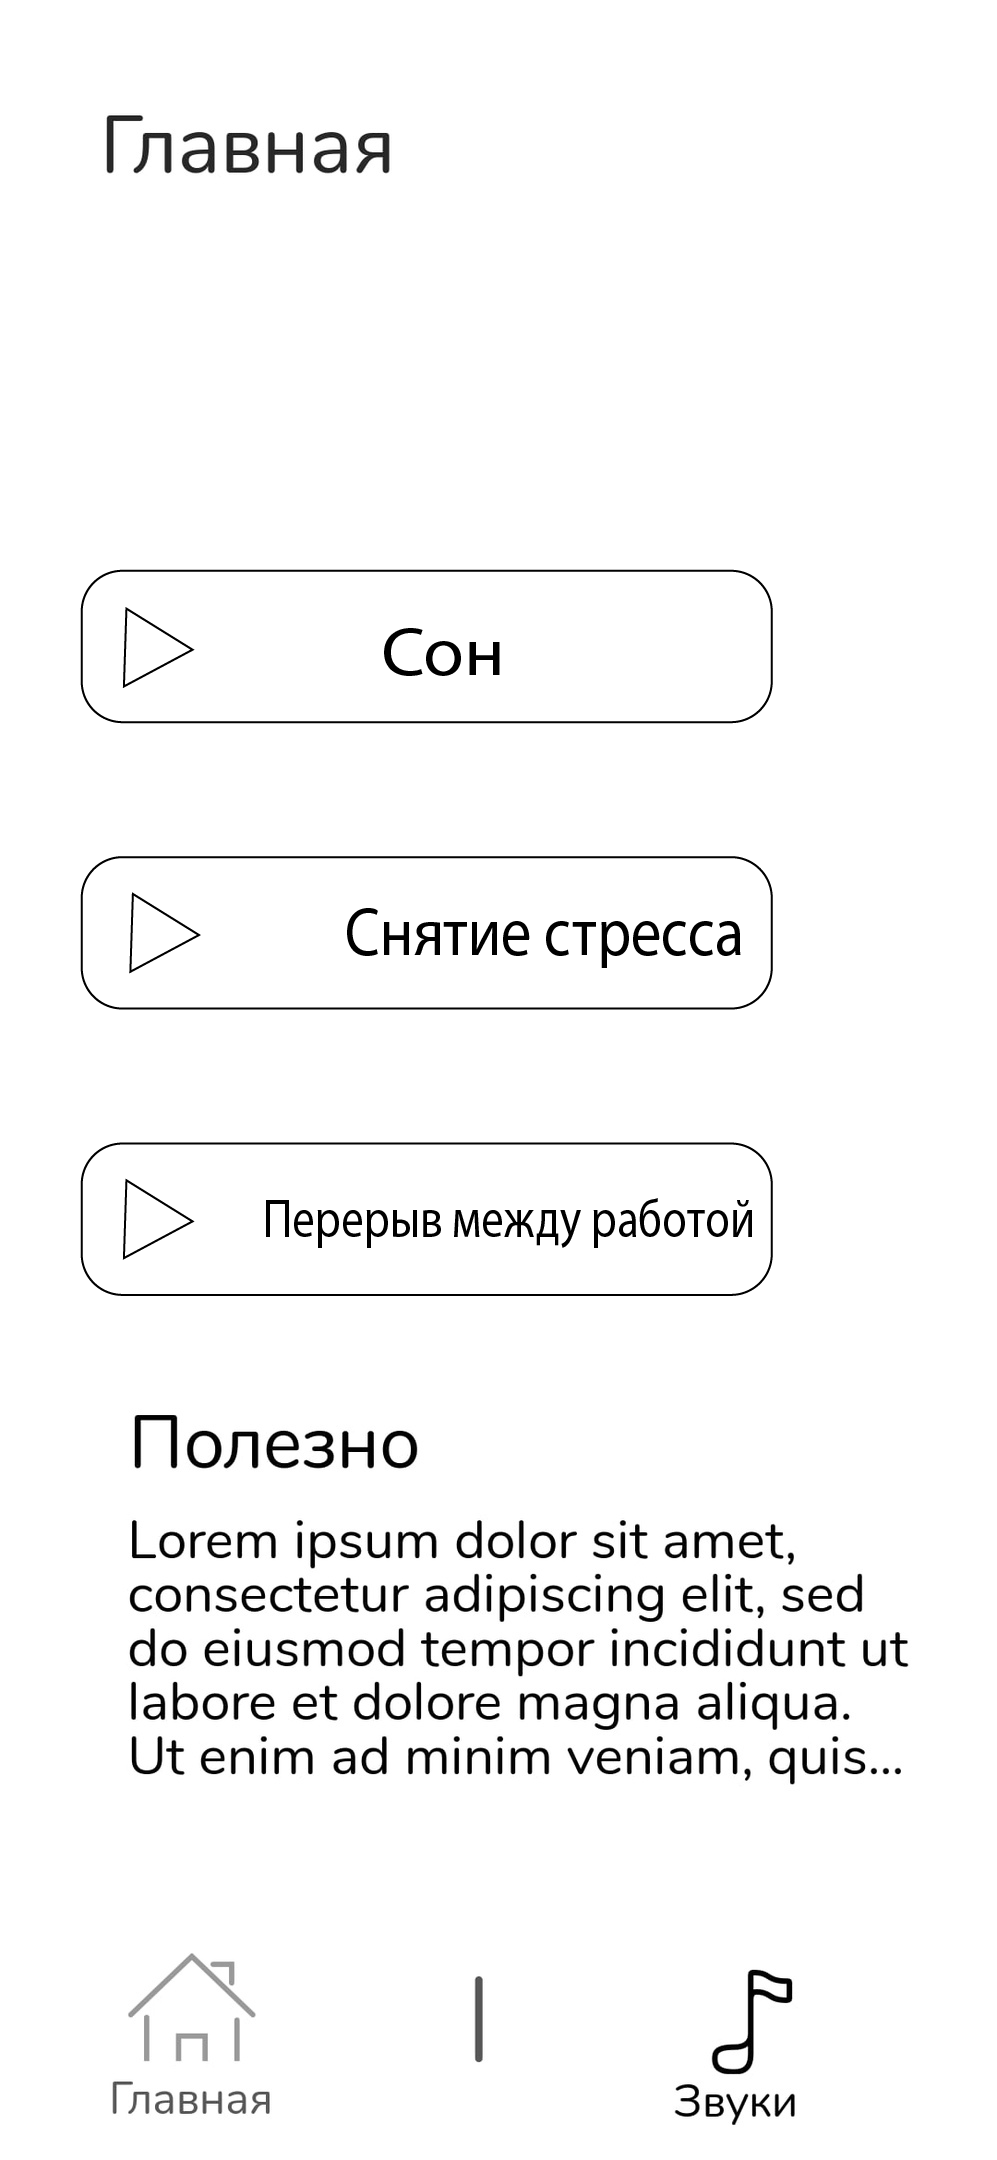 Главная
Сон
Снятие стресса
Перерыв между работой
Полезно
Lorem ipsum dolor sit amet,
consectetur adipiscing elit, sed
do eiusmod tempor incididunt ut
labore et dolore magna aliqua.
Ut enim ad minim veniam, quis...
Главная
Звуки